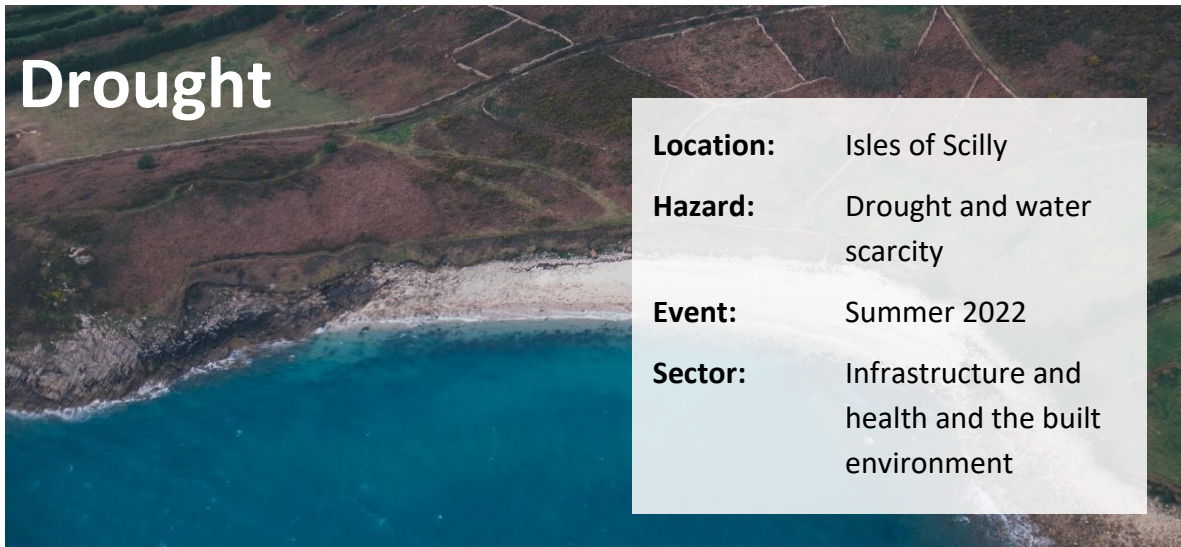 Drought
Location: Isles of Scilly
Hazard: Drought and water
scarcity
Event: Summer 2022
Sector: Infrastructure and
health and the built
environment